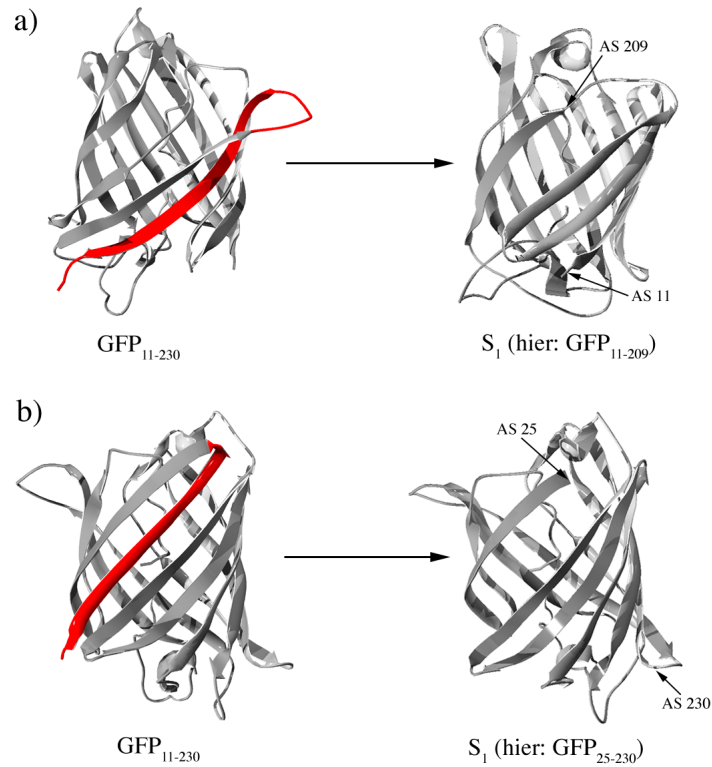 a)
AS 209
AS 11
GFP₁₁₋₂₃₀
S₁ (hier: GFP₁₁₋₂₀₉)
b)
AS 25
AS 230
GFP₁₁₋₂₃₀
S₁ (hier: GFP₂₅₋₂₃₀)